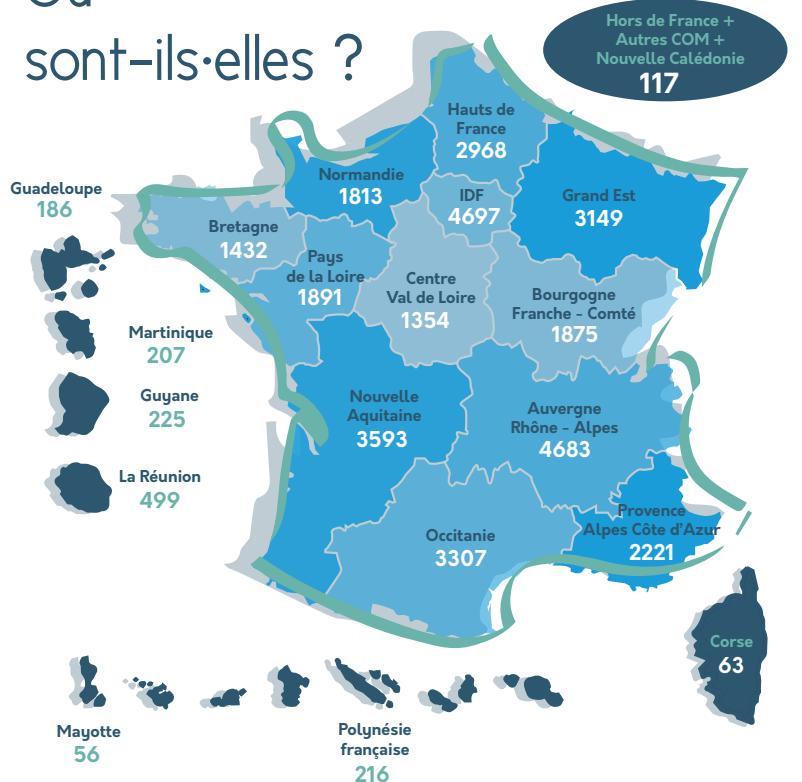 sont-ils·elles ?
Hors de France +
Autres COM +
Nouvelle Calédonie
117
Hauts de
France
2968
Normandie
1813
IDF
4697
Grand Est
3149
Guadeloupe
186
Bretagne
1432
Pays
de la Loire
1891
Centre
Val de Loire
1354
Bourgogne
Franche - Comté
1875
Martinique
207
Guyane
225
Nouvelle
Aquitaine
3593
Auvergne
Rhône - Alpes
4683
La Réunion
499
Occitanie
3307
Provence
Alpes Côte d'Azur
2221
Corse
63
Mayotte
56
Polynésie
française
216